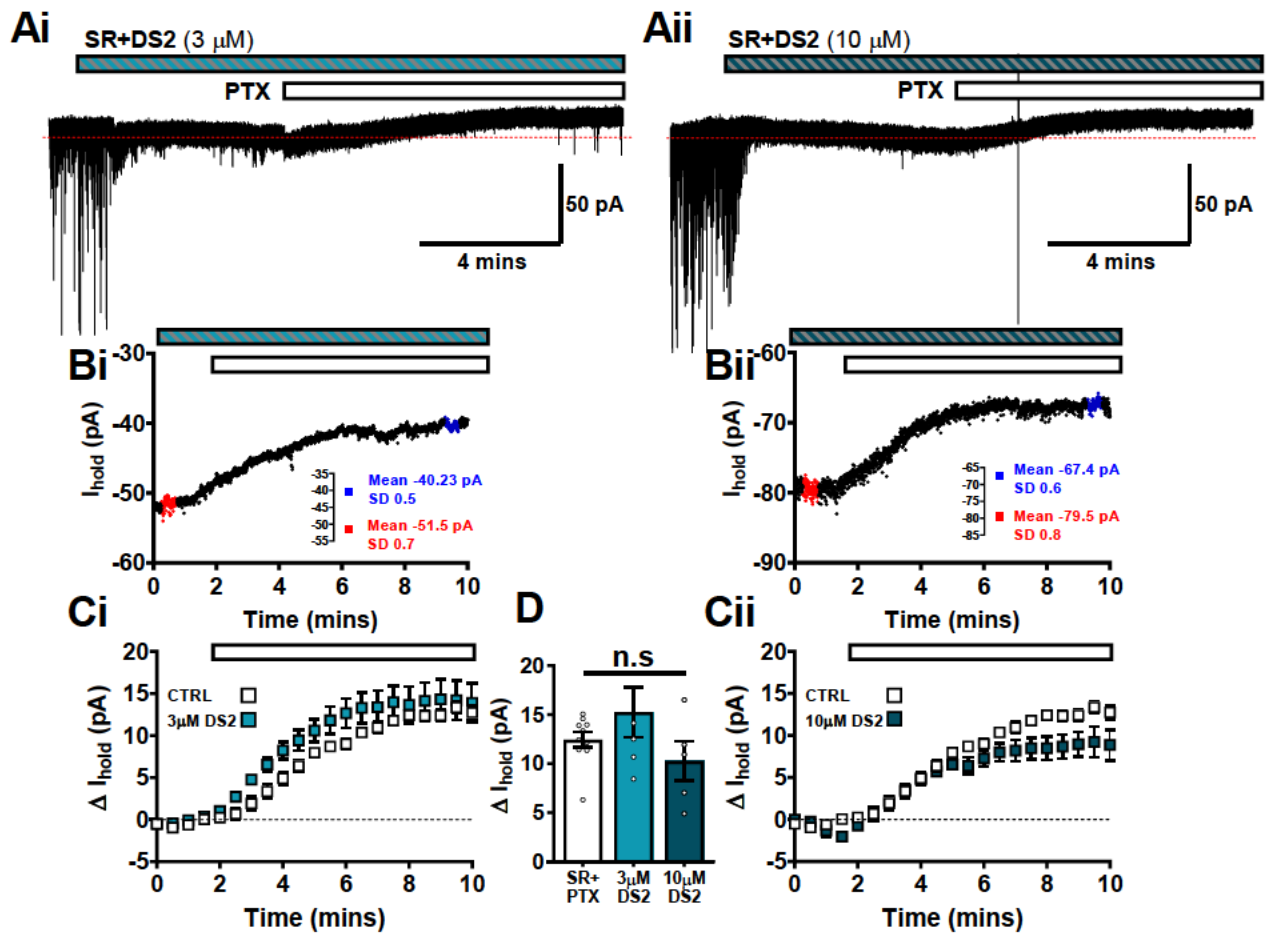 Ai
SR+DS2 (3 µM)
PTX
50 pA
4 mins
Aii
SR+DS2 (10 µM)
PTX
50 pA
4 mins
Bi
-30
-40
-50
-60
I hold (pA)
-35
-40
-45
-50
-55
Mean -40.23 pA
SD 0.5
Mean -51.5 pA
SD 0.7
0 2 4 6 8 10
Time (mins)
Bii
-60
-70
-80
-90
I hold (pA)
-65
-70
-75
-80
-85
Mean -67.4 pA
SD 0.6
Mean -79.5 pA
SD 0.8
0 2 4 6 8 10
Time (mins)
Ci
20
15
10
5
0
-5
Δ I hold (pA)
CTRL
3µM DS2
0 2 4 6 8 10
Time (mins)
D
n.s
20
15
10
5
0
Δ I hold (pA)
SR+ 3µM 10µM
PTX DS2 DS2
Cii
20
15
10
5
0
-5
Δ I hold (pA)
CTRL
10µM DS2
0 2 4 6 8 10
Time (mins)